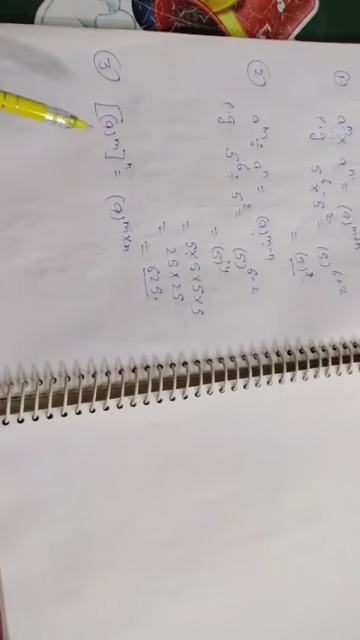 1) aᵐ × aⁿ = (a)ᵐ⁺ⁿ
e.g 5⁶ × 5² = (5)⁶⁺²
= (5)⁸
2) aᵐ ÷ aⁿ = (a)ᵐ⁻ⁿ
e.g 5⁶ ÷ 5² = (5)⁶⁻²
= (5)⁴
= 5×5×5×5
= 25×25
= 625.
3) [(a)ᵐ]ⁿ = (a)ᵐˣⁿ